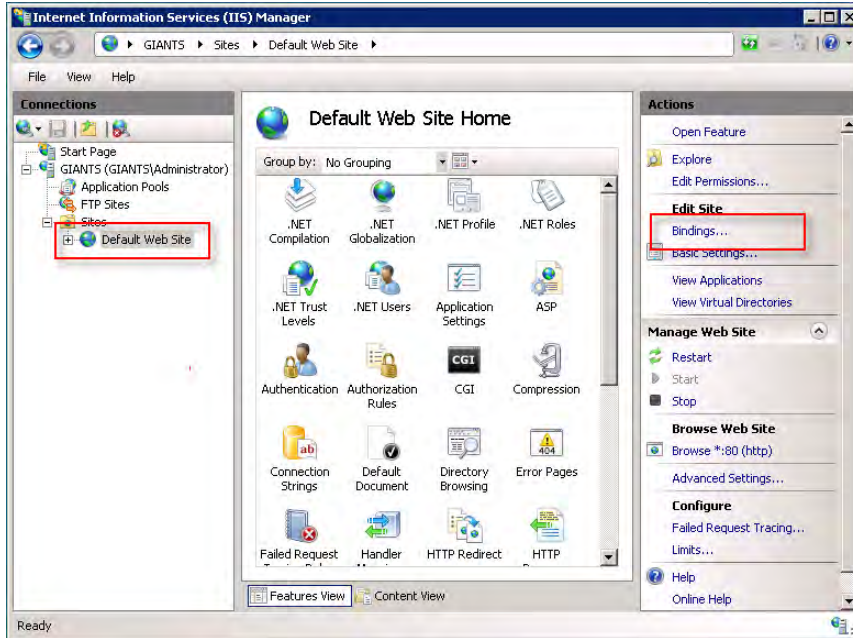 Internet Information Services (IIS) Manager
GIANTS Sites Default Web Site
File View Help
Connections
Start Page
GIANTS (GIANTS\Administrator)
Application Pools
FTP Sites
Sites
Default Web Site
Default Web Site Home
Group by: No Grouping
.NET Compilation
.NET Globalization
.NET Profile
.NET Roles
.NET Trust Levels
.NET Users
Application Settings
ASP
Authentication
Authorization Rules
CGI
CGI
Compression
ab
Connection Strings
Default Document
Directory Browsing
404
Error Pages
Failed Request
Handler
HTTP Redirect
HTTP
Features View
Content View
Actions
Open Feature
Explore
Edit Permissions...
Edit Site
Bindings...
Basic Settings...
View Applications
View Virtual Directories
Manage Web Site
Restart
Start
Stop
Browse Web Site
Browse *:80 (http)
Advanced Settings...
Configure
Failed Request Tracing...
Limits...
Help
Online Help
Ready